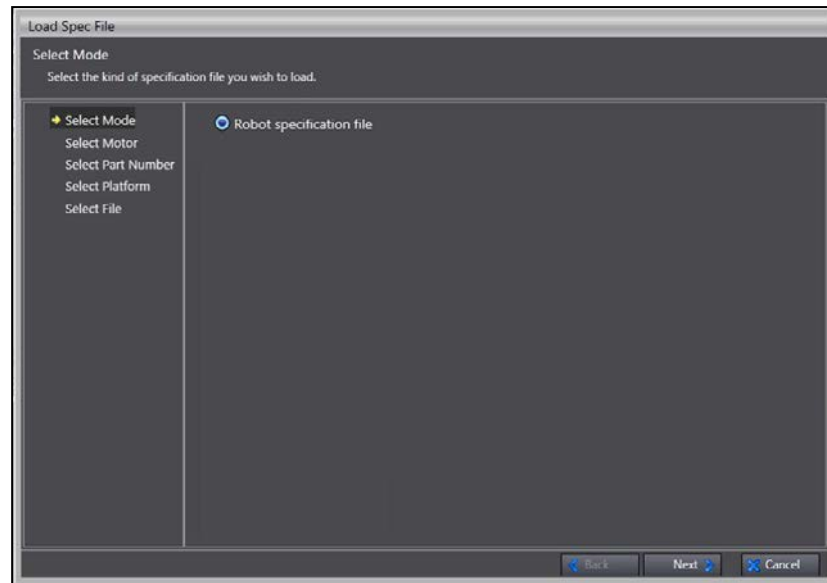 Load Spec File
Select Mode
Select the kind of specification file you wish to load.
Select Mode
Select Motor
Select Part Number
Select Platform
Select File
Robot specification file
Back
Next
Cancel